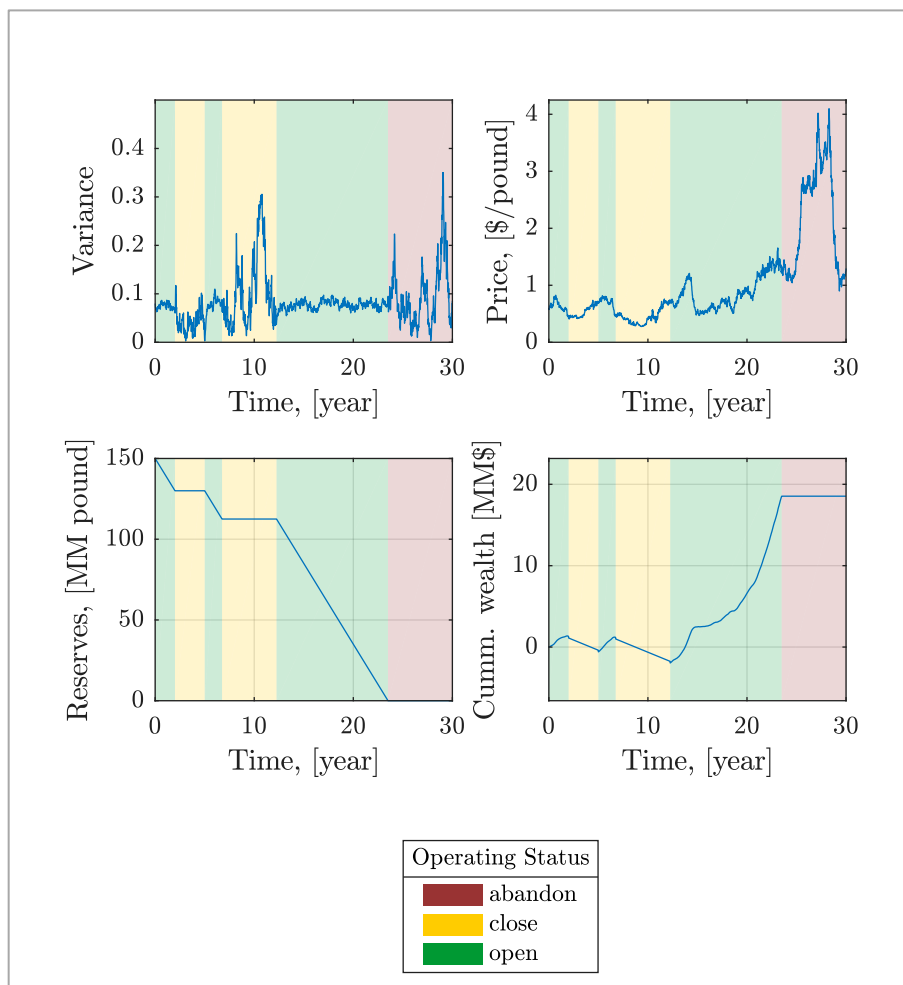 Variance
0.4
0.3
0.2
0.1
0
0 10 20 30
Time, [year]
Price, [$/pound]
4
3
2
1
0
0 10 20 30
Time, [year]
Reserves, [MM pound]
150
100
50
0
0 10 20 30
Time, [year]
Cumm. wealth [MM$]
20
10
0
0 10 20 30
Time, [year]
Operating Status
abandon
close
open